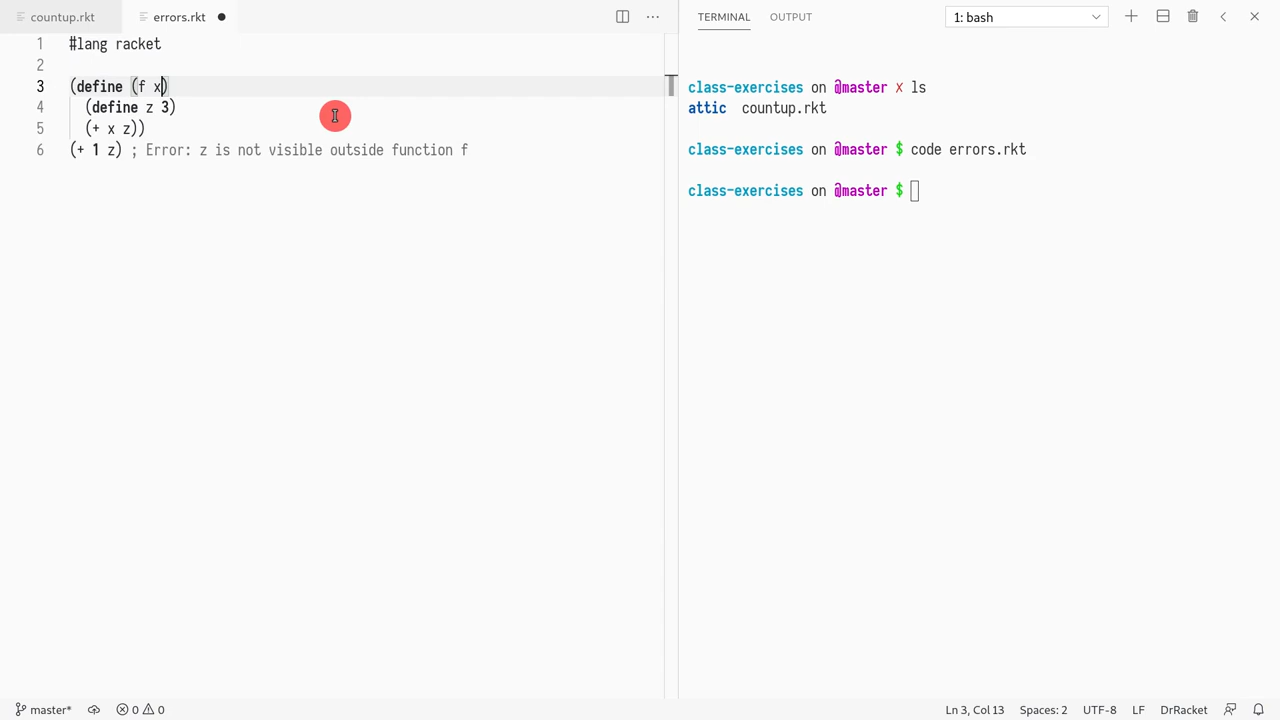 countup.rkt
errors.rkt
1 #lang racket
2
3 (define (f x)
4 (define z 3)
5 (+ x z))
6 (+ 1 z) ; Error: z is not visible outside function f
TERMINAL OUTPUT 1: bash
class-exercises on @master ✗ ls
attic countup.rkt
class-exercises on @master $ code errors.rkt
class-exercises on @master $
master* 0 0 Ln 3, Col 13 Spaces: 2 UTF-8 LF DrRacket